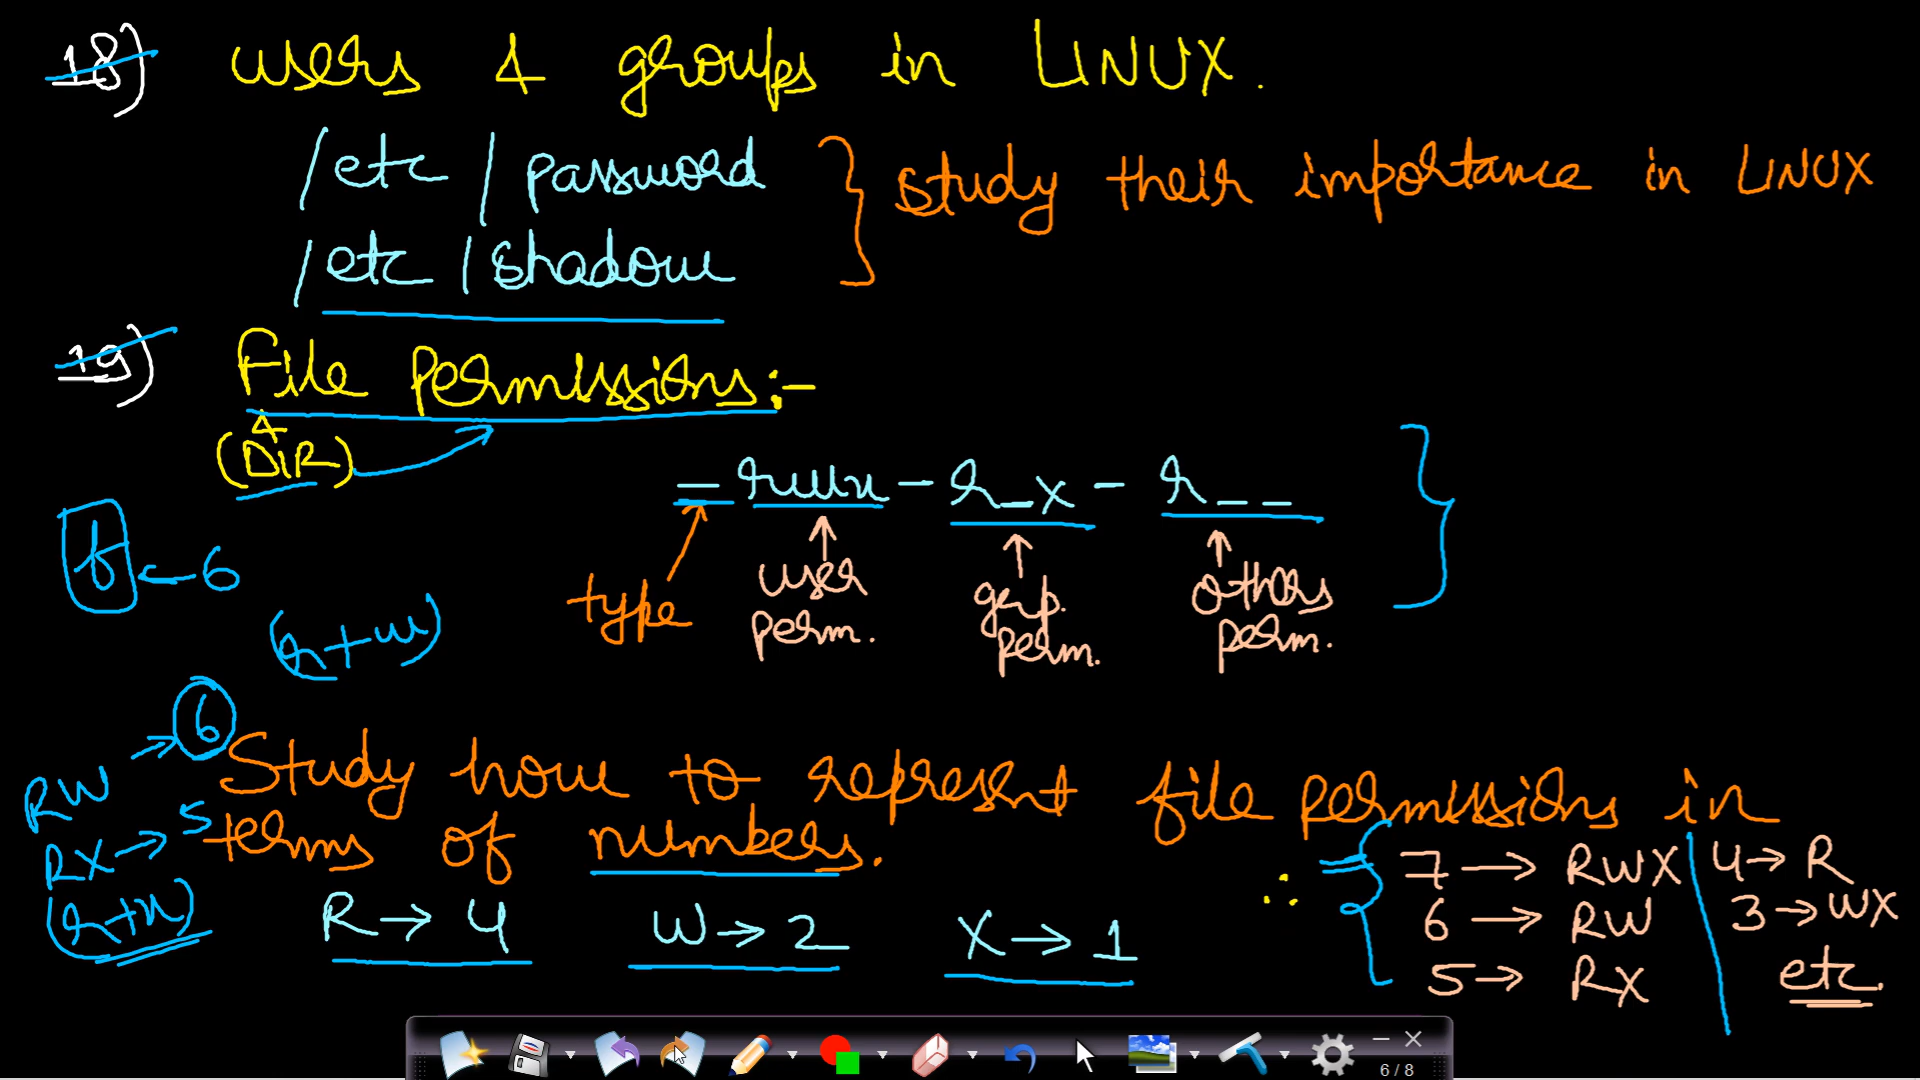 18) users & groups in LINUX.
/etc/password } study their importance in LINUX
/etc/shadow
19) File Permissions:-
& (DIR)
- rwx - r_x - r_ _
type
user perm.
grp. perm.
others perm.
f ← 6
(r+w)
RW → 6
RX → 5
(r+x)
Study how to represent file permissions in
terms of numbers.
R → 4 W → 2 X → 1
∴ 7 → RWX 4 → R
6 → RW 3 → WX
5 → RX etc.
6 / 8